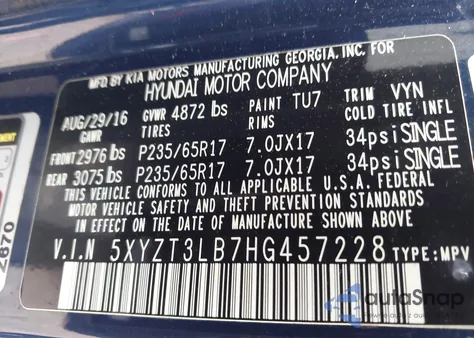 MFD.BY KIA MOTORS MANUFACTURING GEORGIA,INC.FOR
HYUNDAI MOTOR COMPANY
AUG/29/16 GVWR 4872 lbs PAINT TU7 TRIM VYN
GAWR TIRES RIMS COLD TIRE INFL
FRONT 2976 lbs P235/65R17 7.0JX17 34psi SINGLE
REAR 3075 lbs P235/65R17 7.0JX17 34psi SINGLE
THIS VEHICLE CONFORMS TO ALL APPLICABLE U.S.A. FEDERAL
MOTOR VEHICLE SAFETY AND THEFT PREVENTION STANDARDS
IN EFFECT ON THE DATE OF MANUFACTURE SHOWN ABOVE.
V.I.N 5XYZT3LB7HG457228 TYPE:MPV
2670
autoSnap